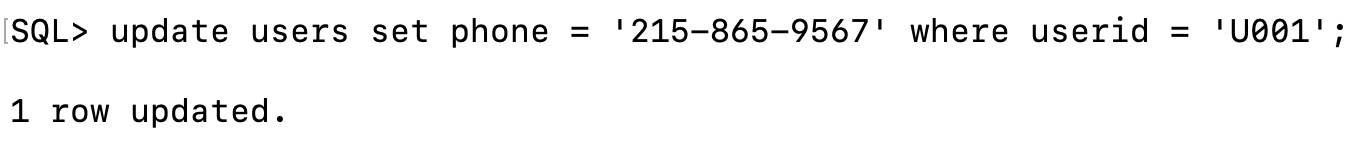 SQL> update users set phone = '215-865-9567' where userid = 'U001';
1 row updated.